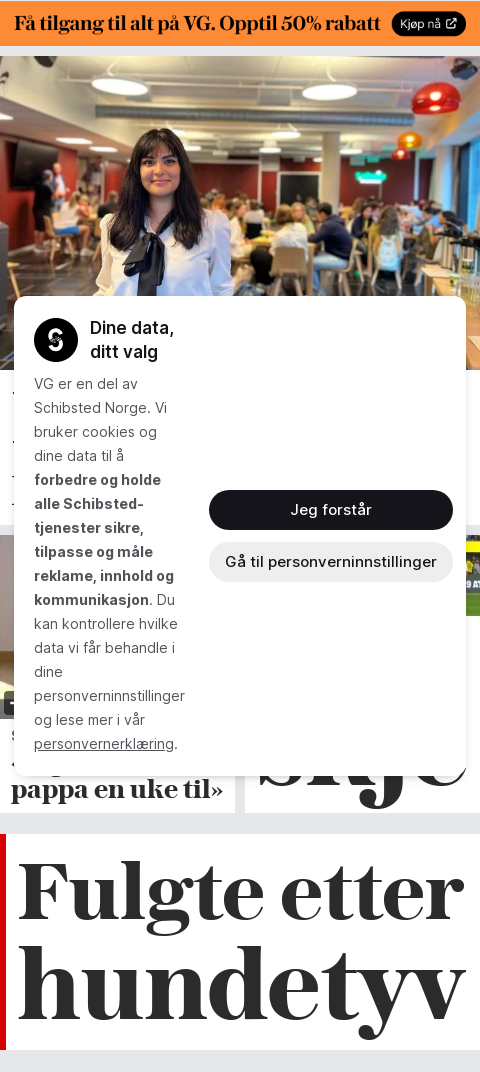 Få tilgang til alt på VG. Opptil 50% rabatt
Kjøp nå
Dine data,
ditt valg
VG er en del av
Schibsted Norge. Vi
bruker cookies og
dine data til å
forbedre og holde
alle Schibsted-
tjenester sikre,
tilpasse og måle
reklame, innhold og
kommunikasjon. Du
kan kontrollere hvilke
data vi får behandle i
dine
personverninnstillinger
og lese mer i vår
personvernerklæring.
Jeg forstår
Gå til personverninnstillinger
pappa en uke til»
skje
Fulgte etter
hundetyv